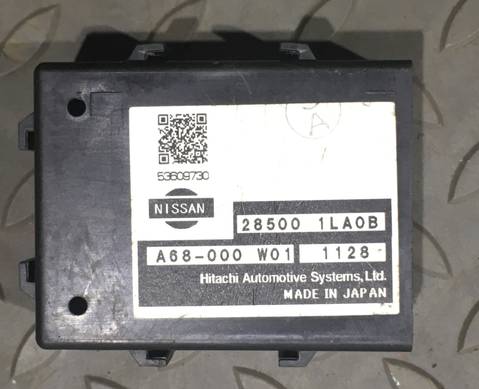 A
53609730
NISSAN
28500 1LA0B
A68-000 W01 1128
Hitachi Automotive Systems, Ltd.
MADE IN JAPAN